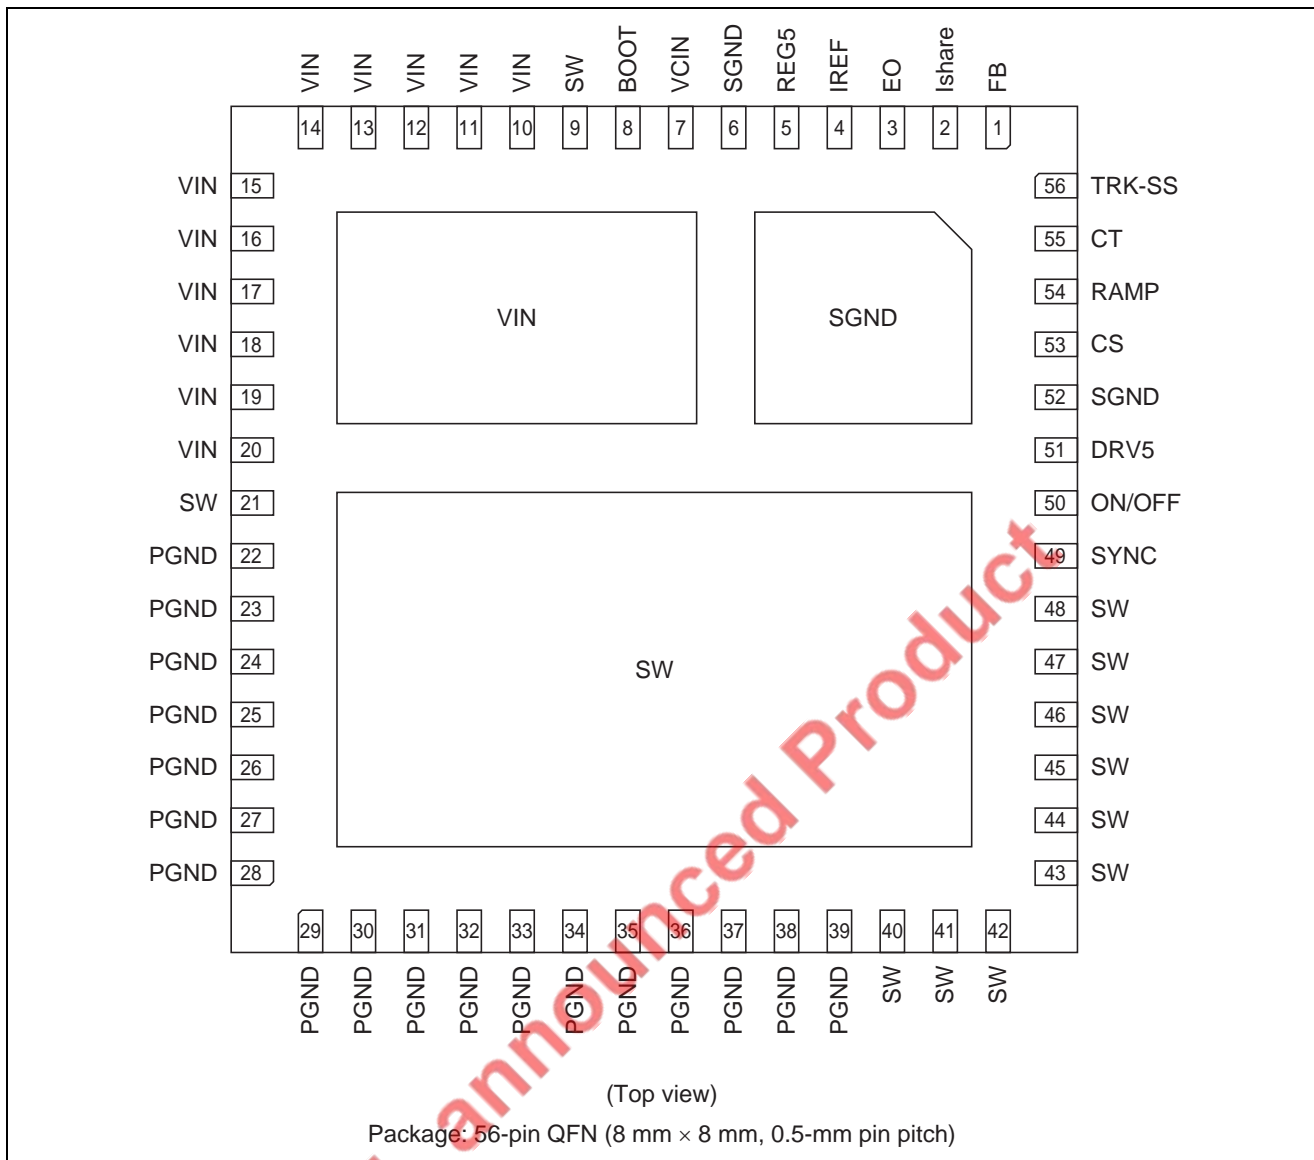 VIN VIN VIN VIN VIN SW BOOT VCIN SGND REG5 IREF EO Ishare FB
14 13 12 11 10 9 8 7 6 5 4 3 2 1
VIN 15 56 TRK-SS
VIN 16 55 CT
VIN 17 54 RAMP
VIN SGND
VIN 18 53 CS
VIN 19 52 SGND
VIN 20 51 DRV5
SW 21 50 ON/OFF
PGND 22 49 SYNC
PGND 23 48 SW
PGND 24 47 SW
SW
PGND 25 46 SW
PGND 26 45 SW
PGND 27 44 SW
PGND 28 43 SW
29 30 31 32 33 34 35 36 37 38 39 40 41 42
PGND PGND PGND PGND PGND PGND PGND PGND PGND PGND PGND SW SW SW
announced Product
(Top view)
Package: 56-pin QFN (8 mm × 8 mm, 0.5-mm pin pitch)